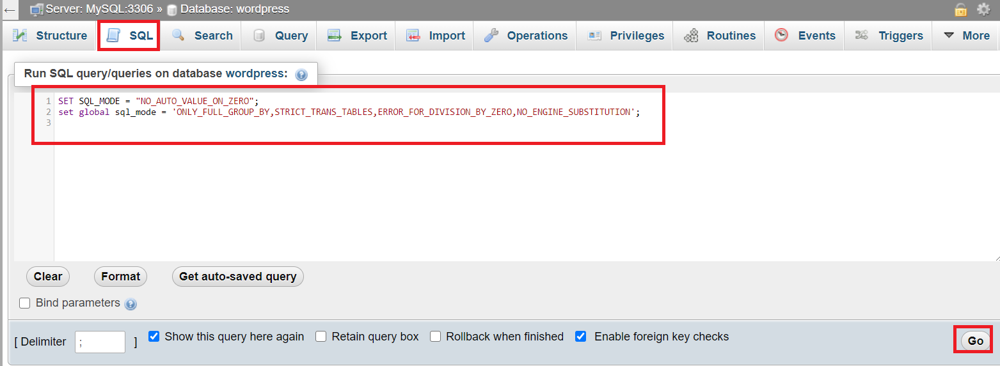 Server: MySQL:3306 » Database: wordpress
Structure SQL Search Query Export Import Operations Privileges Routines Events Triggers More
Run SQL query/queries on database wordpress:
1 SET SQL_MODE = "NO_AUTO_VALUE_ON_ZERO";
2 set global sql_mode = 'ONLY_FULL_GROUP_BY,STRICT_TRANS_TABLES,ERROR_FOR_DIVISION_BY_ZERO,NO_ENGINE_SUBSTITUTION';
3
Clear Format Get auto-saved query
Bind parameters
[ Delimiter ; ] Show this query here again Retain query box Rollback when finished Enable foreign key checks Go